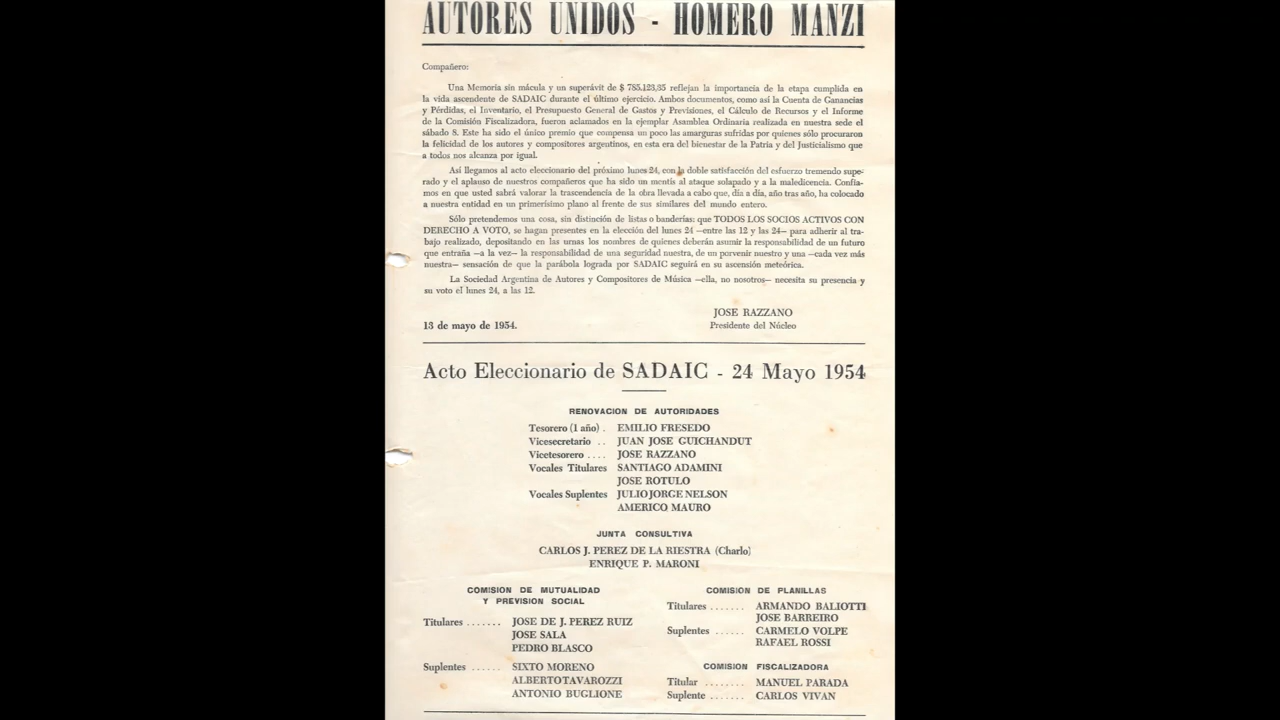 AUTORES UNIDOS - HOMERO MANZI
Compañero:
Una Memoria sin mácula y un superávit de $ 785.123,35 reflejan la importancia de la etapa cumplida en
la vida ascendente de SADAIC durante el último ejercicio. Ambos documentos, como así la Cuenta de Ganancias
y Pérdidas, el Inventario, el Presupuesto General de Gastos y Previsiones, el Cálculo de Recursos y el Informe
de la Comisión Fiscalizadora, fueron aclamados en la ejemplar Asamblea Ordinaria realizada en nuestra sede el
sábado 8. Este ha sido el único premio que compensa un poco las amarguras sufridas por quienes sólo procuraron
la felicidad de los autores y compositores argentinos, en esta era del bienestar de la Patria y del Justicialismo que
a todos nos alcanza por igual.
Así llegamos al acto eleccionario del próximo lunes 24, con la doble satisfacción del esfuerzo tremendo supe-
rado y el aplauso de nuestros compañeros que ha sido un mentís al ataque solapado y a la maledicencia. Confia-
mos en que usted sabrá valorar la trascendencia de la obra llevada a cabo que, día a día, año tras año, ha colocado
a nuestra entidad en un primerísimo plano al frente de sus similares del mundo entero.
Sólo pretendemos una cosa, sin distinción de listas o banderías: que TODOS LOS SOCIOS ACTIVOS CON
DERECHO A VOTO, se hagan presentes en la elección del lunes 24 —entre las 12 y las 24— para adherir al tra-
bajo realizado, depositando en las urnas los nombres de quienes deberán asumir la responsabilidad de un futuro
que entraña —a la vez— la responsabilidad de una seguridad nuestra, de un porvenir nuestro y una —cada vez más
nuestra— sensación de que la parábola lograda por SADAIC seguirá en su ascensión meteórica.
La Sociedad Argentina de Autores y Compositores de Música —ella, no nosotros— necesita su presencia y
su voto el lunes 24, a las 12.
JOSE RAZZANO
13 de mayo de 1954. Presidente del Núcleo
Acto Eleccionario de SADAIC - 24 Mayo 1954
RENOVACION DE AUTORIDADES
Tesorero (1 año) . EMILIO FRESEDO
Vicesecretario .. JUAN JOSE GUICHANDUT
Vicetesorero .... JOSE RAZZANO
Vocales Titulares SANTIAGO ADAMINI
JOSE ROTULO
Vocales Suplentes JULIO JORGE NELSON
AMERICO MAURO
JUNTA CONSULTIVA
CARLOS J. PEREZ DE LA RIESTRA (Charlo)
ENRIQUE P. MARONI
COMISION DE MUTUALIDAD
Y PREVISION SOCIAL
Titulares ....... JOSE DE J. PEREZ RUIZ
JOSE SALA
PEDRO BLASCO
Suplentes ...... SIXTO MORENO
ALBERTO TAVAROZZI
ANTONIO BUGLIONE
COMISION DE PLANILLAS
Titulares ....... ARMANDO BALIOTTI
JOSE BARREIRO
Suplentes ...... CARMELO VOLPE
RAFAEL ROSSI
COMISION FISCALIZADORA
Titular ........ MANUEL PARADA
Suplente ....... CARLOS VIVAN